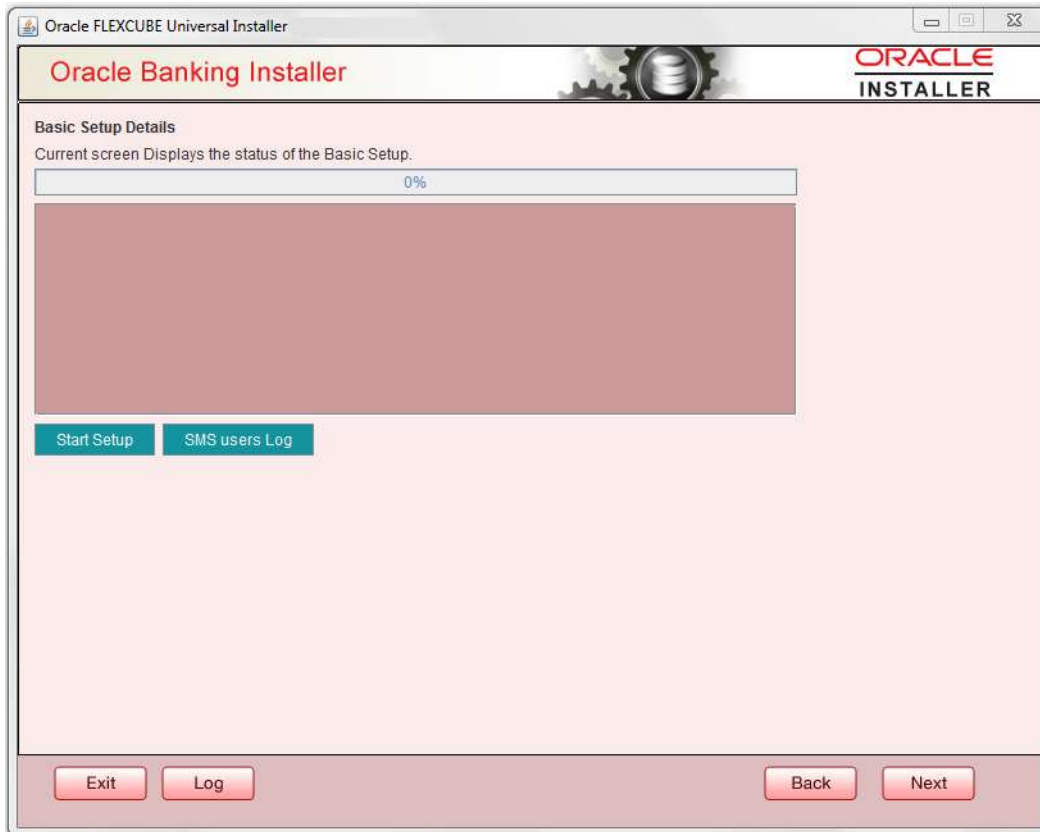 Oracle FLEXCUBE Universal Installer
Oracle Banking Installer
ORACLE
INSTALLER
Basic Setup Details
Current screen Displays the status of the Basic Setup.
0%
Start Setup
SMS users Log
Exit
Log
Back
Next